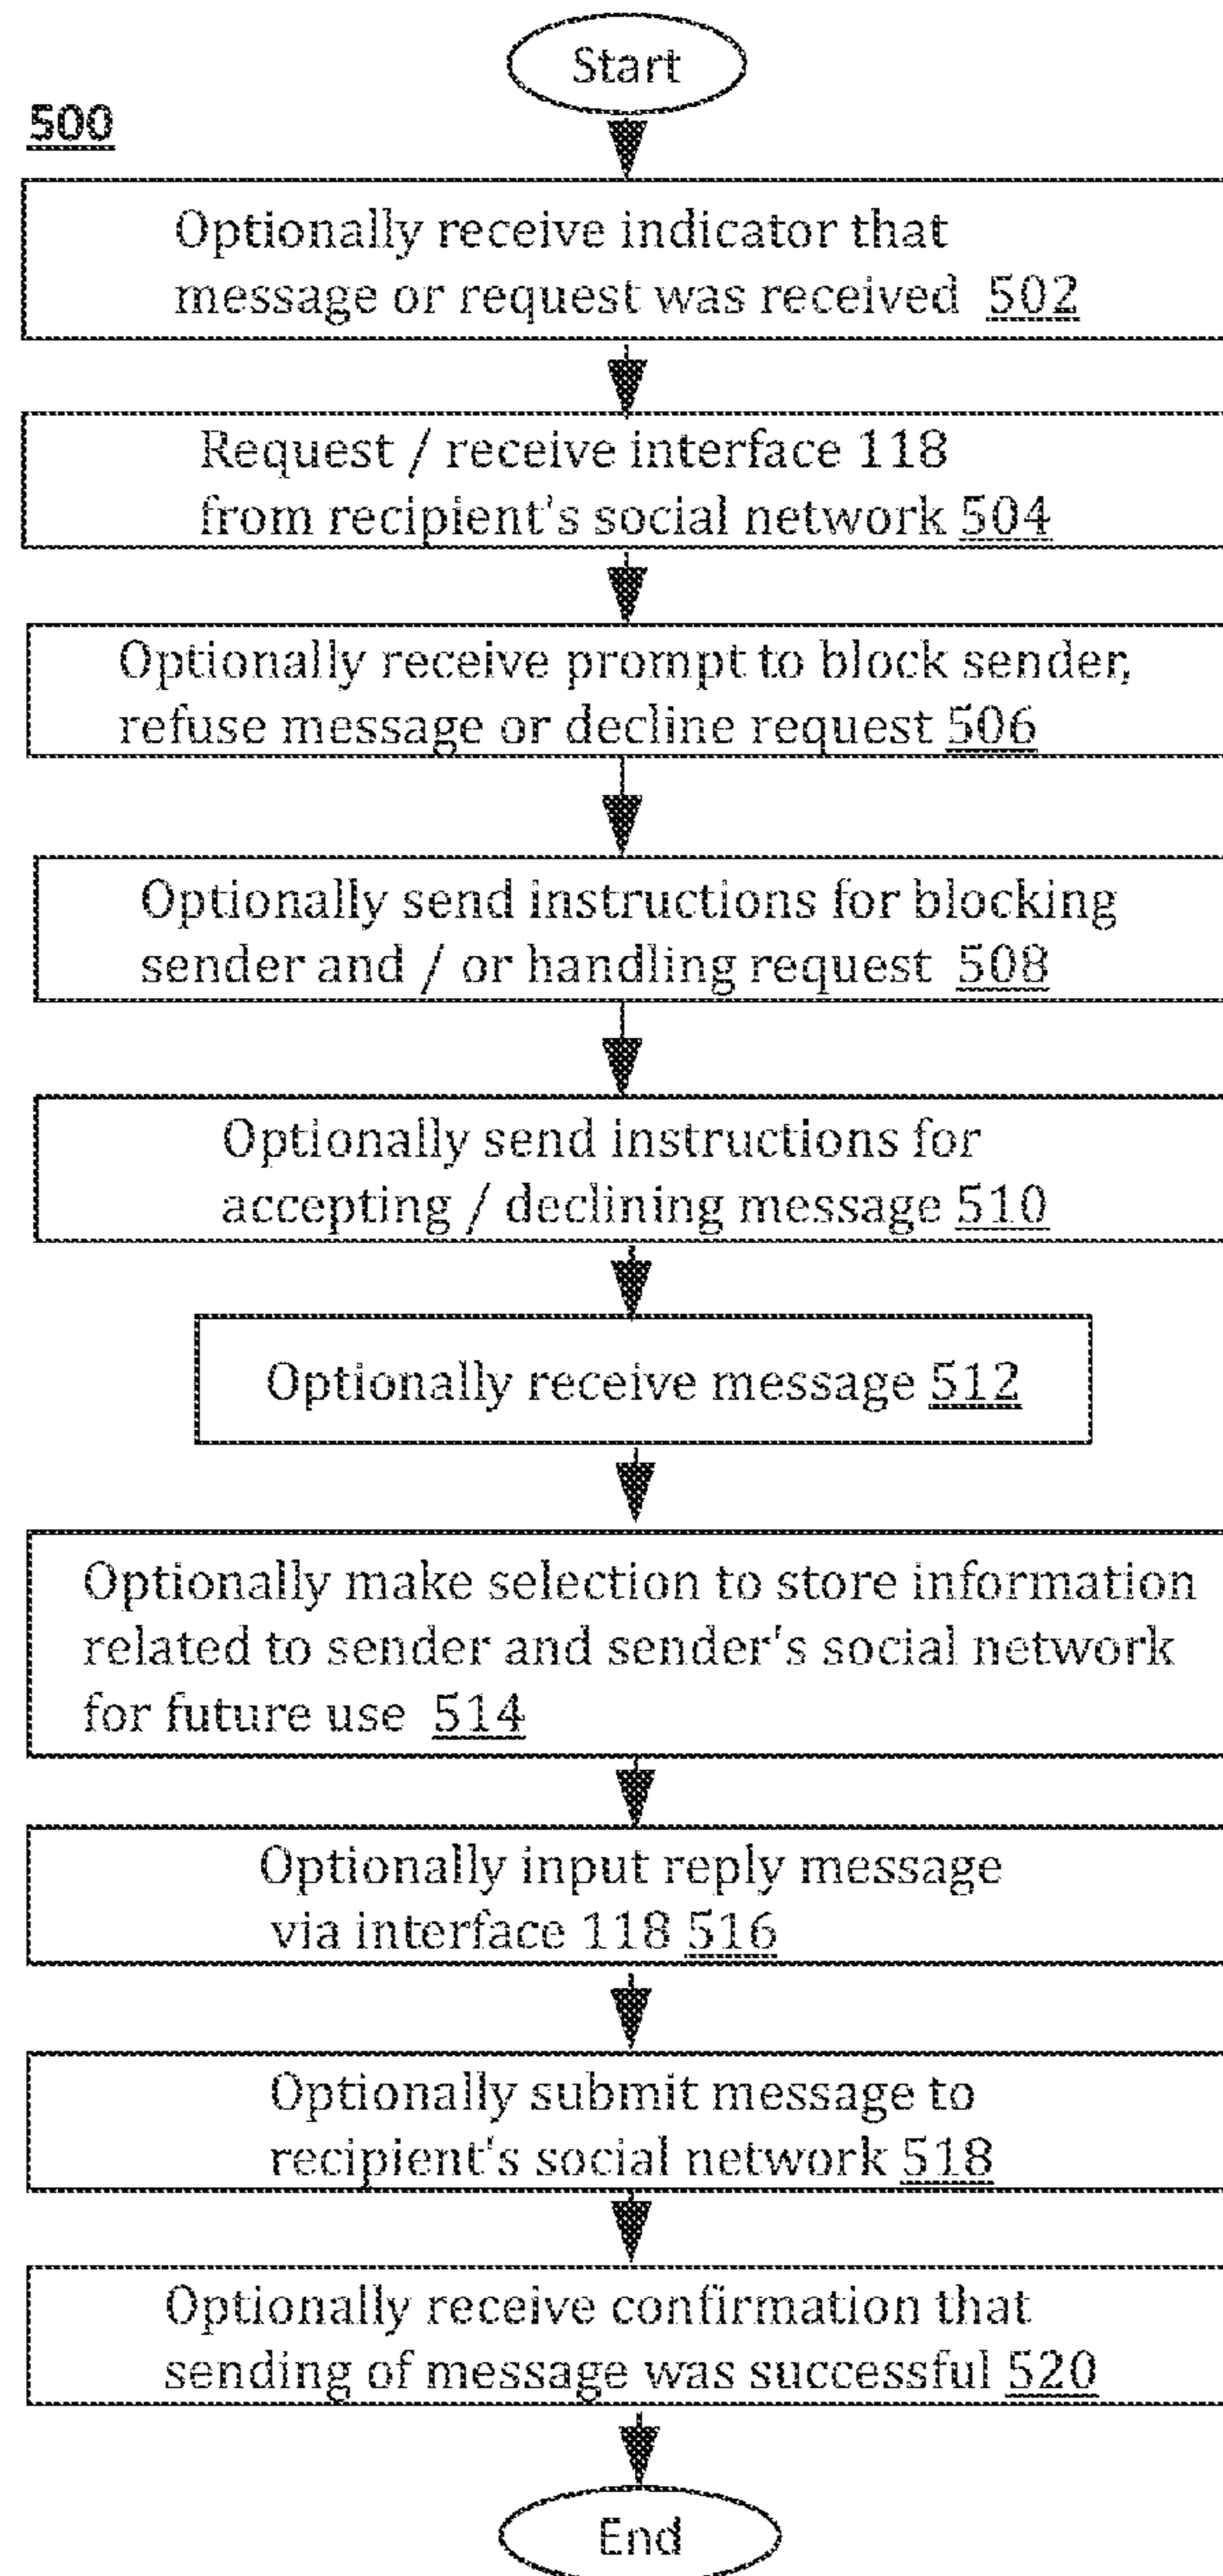 Start
500
Optionally receive indicator that
message or request was received 502
Request / receive interface 118
from recipient's social network 504
Optionally receive prompt to block sender,
refuse message or decline request 506
Optionally send instructions for blocking
sender and / or handling request 508
Optionally send instructions for
accepting / declining message 510
Optionally receive message 512
Optionally make selection to store information
related to sender and sender's social network
for future use 514
Optionally input reply message
via interface 118 516
Optionally submit message to
recipient's social network 518
Optionally receive confirmation that
sending of message was successful 520
End